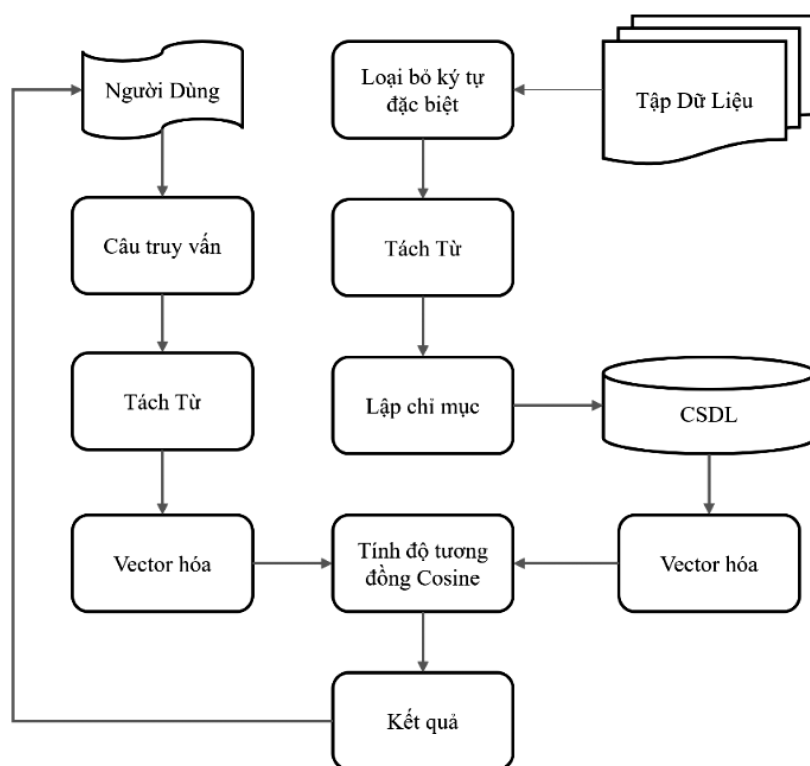 Người Dùng
Loại bỏ ký tự
đặc biệt
Tập Dữ Liệu
Câu truy vấn
Tách Từ
Tách Từ
Lập chỉ mục
CSDL
Vector hóa
Tính độ tương
đồng Cosine
Vector hóa
Kết quả